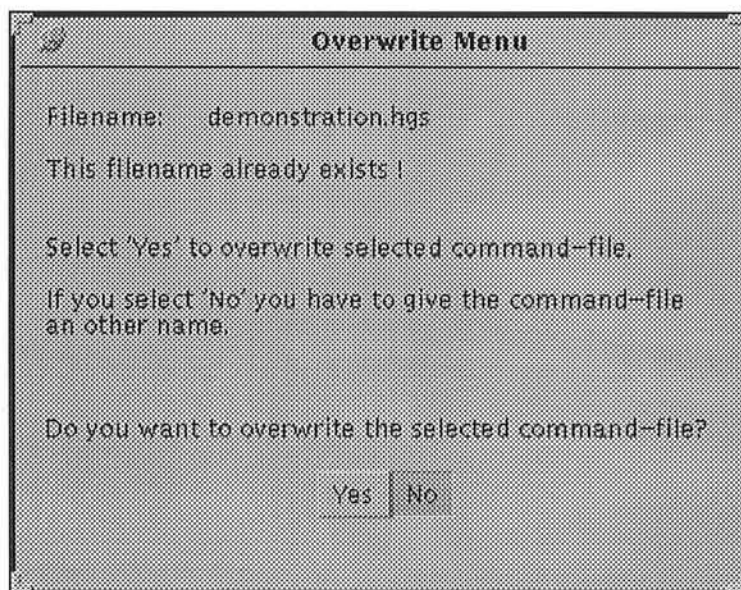 Overwrite Menu
Filename: demonstration.hgs
This filename already exists !
Select 'Yes' to overwrite selected command-file.
If you select 'No' you have to give the command-file
an other name.
Do you want to overwrite the selected command-file?
Yes No